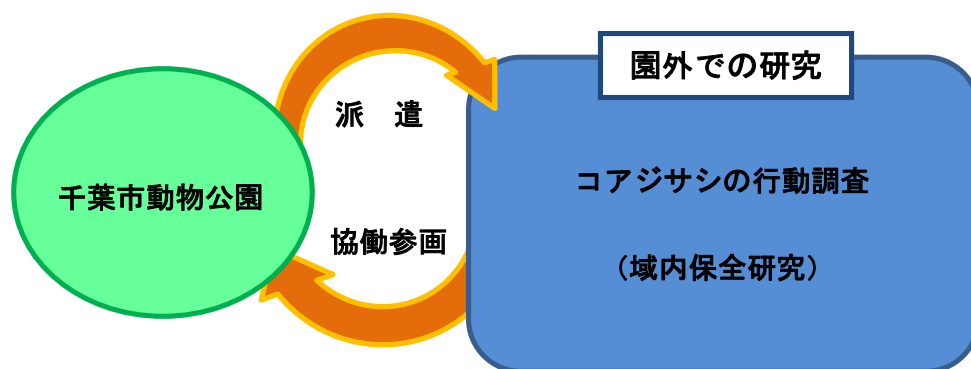 園外での研究
派　遣
千葉市動物公園
コアジサシの行動調査
協働参画
（域内保全研究）